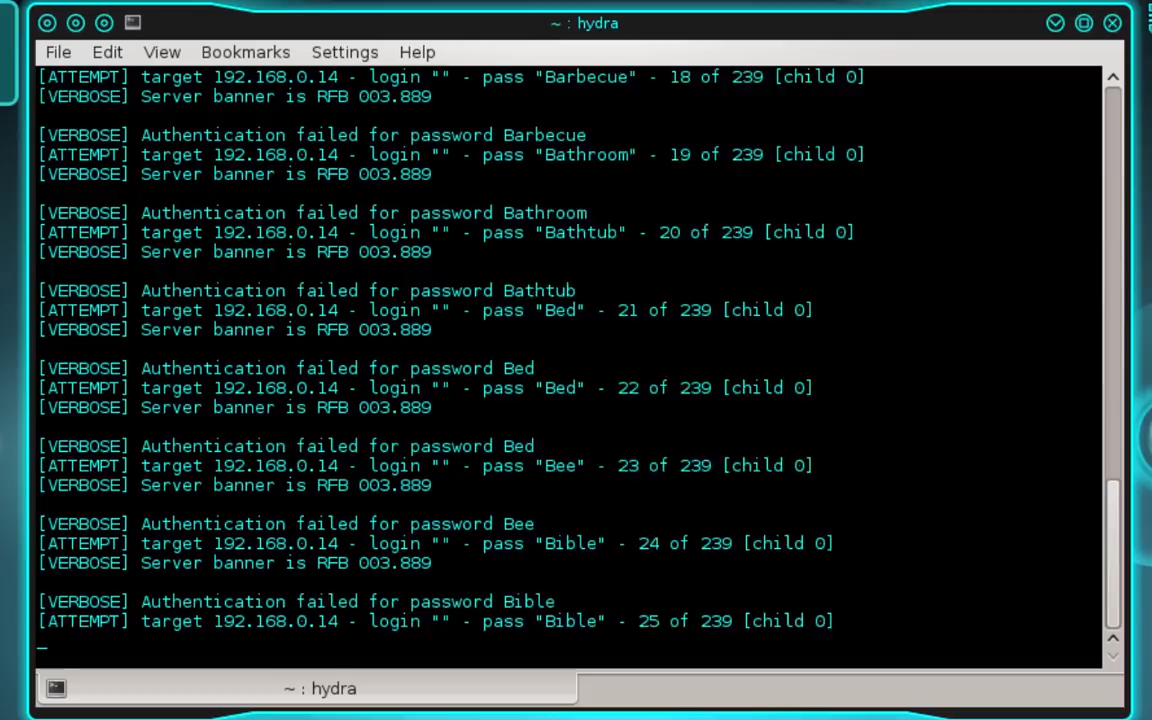 ~ : hydra
File Edit View Bookmarks Settings Help
[ATTEMPT] target 192.168.0.14 - login "" - pass "Barbecue" - 18 of 239 [child 0]
[VERBOSE] Server banner is RFB 003.889
[VERBOSE] Authentication failed for password Barbecue
[ATTEMPT] target 192.168.0.14 - login "" - pass "Bathroom" - 19 of 239 [child 0]
[VERBOSE] Server banner is RFB 003.889
[VERBOSE] Authentication failed for password Bathroom
[ATTEMPT] target 192.168.0.14 - login "" - pass "Bathtub" - 20 of 239 [child 0]
[VERBOSE] Server banner is RFB 003.889
[VERBOSE] Authentication failed for password Bathtub
[ATTEMPT] target 192.168.0.14 - login "" - pass "Bed" - 21 of 239 [child 0]
[VERBOSE] Server banner is RFB 003.889
[VERBOSE] Authentication failed for password Bed
[ATTEMPT] target 192.168.0.14 - login "" - pass "Bed" - 22 of 239 [child 0]
[VERBOSE] Server banner is RFB 003.889
[VERBOSE] Authentication failed for password Bed
[ATTEMPT] target 192.168.0.14 - login "" - pass "Bee" - 23 of 239 [child 0]
[VERBOSE] Server banner is RFB 003.889
[VERBOSE] Authentication failed for password Bee
[ATTEMPT] target 192.168.0.14 - login "" - pass "Bible" - 24 of 239 [child 0]
[VERBOSE] Server banner is RFB 003.889
[VERBOSE] Authentication failed for password Bible
[ATTEMPT] target 192.168.0.14 - login "" - pass "Bible" - 25 of 239 [child 0]
~ : hydra